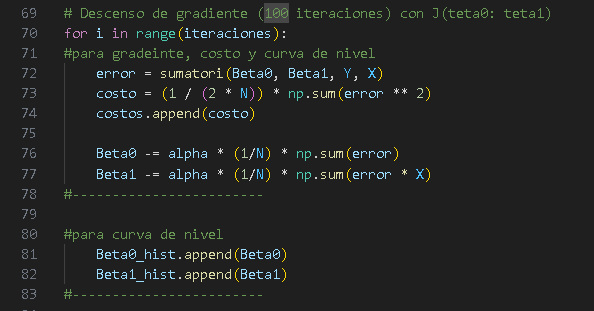 69 # Descenso de gradiente (100 iteraciones) con J(teta0: teta1)
70 for i in range(iteraciones):
71 #para gradeinte, costo y curva de nivel
72     error = sumatori(Beta0, Beta1, Y, X)
73     costo = (1 / (2 * N)) * np.sum(error ** 2)
74     costos.append(costo)
75
76     Beta0 -= alpha * (1/N) * np.sum(error)
77     Beta1 -= alpha * (1/N) * np.sum(error * X)
78 #------------------------
79
80 #para curva de nivel
81     Beta0_hist.append(Beta0)
82     Beta1_hist.append(Beta1)
83 #------------------------